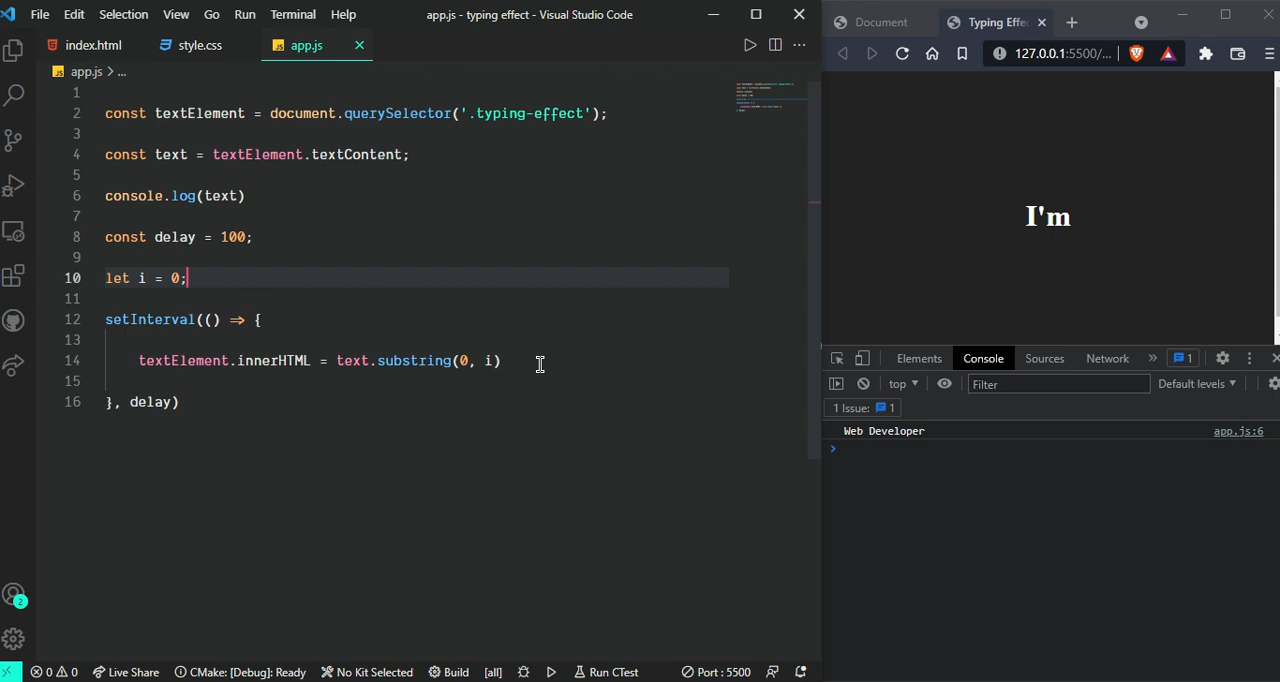 File Edit Selection View Go Run Terminal Help app.js - typing effect - Visual Studio Code
index.html style.css app.js
app.js > ...
1
2 const textElement = document.querySelector('.typing-effect');
3
4 const text = textElement.textContent;
5
6 console.log(text)
7
8 const delay = 100;
9
10 let i = 0;
11
12 setInterval(() => {
13
14 textElement.innerHTML = text.substring(0, i)
15
16 }, delay)
2
0 0 Live Share CMake: [Debug]: Ready No Kit Selected Build [all] Run CTest Port : 5500
Document Typing Effe
127.0.0.1:5500/...
I'm
Elements Console Sources Network 1
top Filter Default levels
1 Issue: 1
Web Developer app.js:6